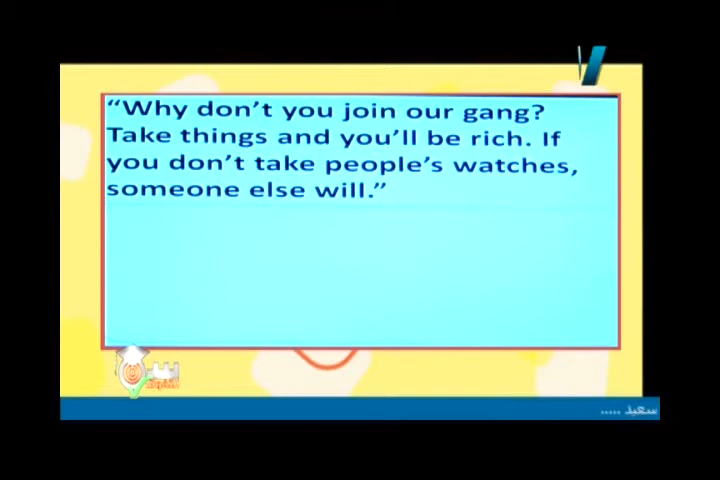 “Why don’t you join our gang?
Take things and you’ll be rich. If
you don’t take people’s watches,
someone else will.”
سعيد .....